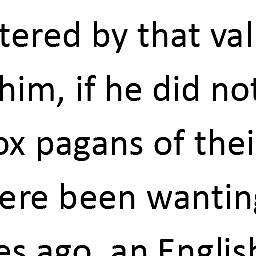 tered by that val
him, if he did not
ox pagans of thei
ere been wanting
es ago, an English